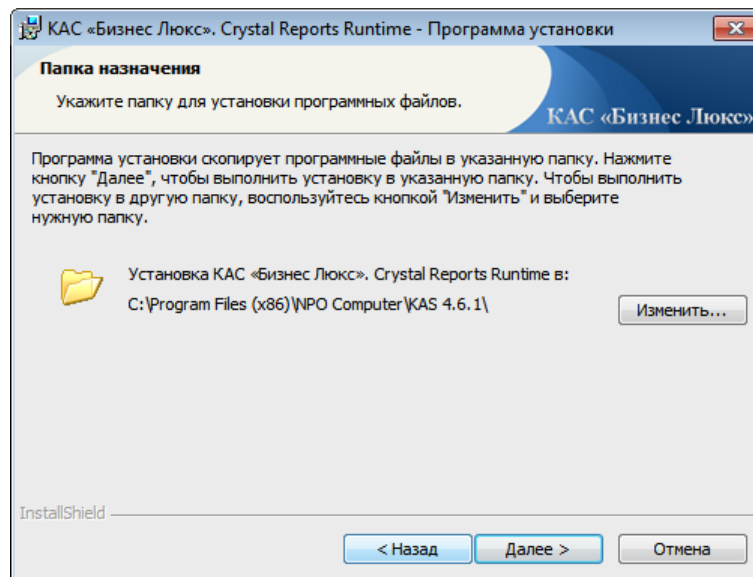 КАС «Бизнес Люкс». Crystal Reports Runtime - Программа установки
Папка назначения
Укажите папку для установки программных файлов.
КАС «Бизнес Люкс»
Программа установки скопирует программные файлы в указанную папку. Нажмите
кнопку "Далее", чтобы выполнить установку в указанную папку. Чтобы выполнить
установку в другую папку, воспользуйтесь кнопкой "Изменить" и выберите
нужную папку.
Установка КАС «Бизнес Люкс». Crystal Reports Runtime в:
C:\Program Files (x86)\NPO Computer\KAS 4.6.1\
Изменить...
InstallShield
< Назад
Далее >
Отмена